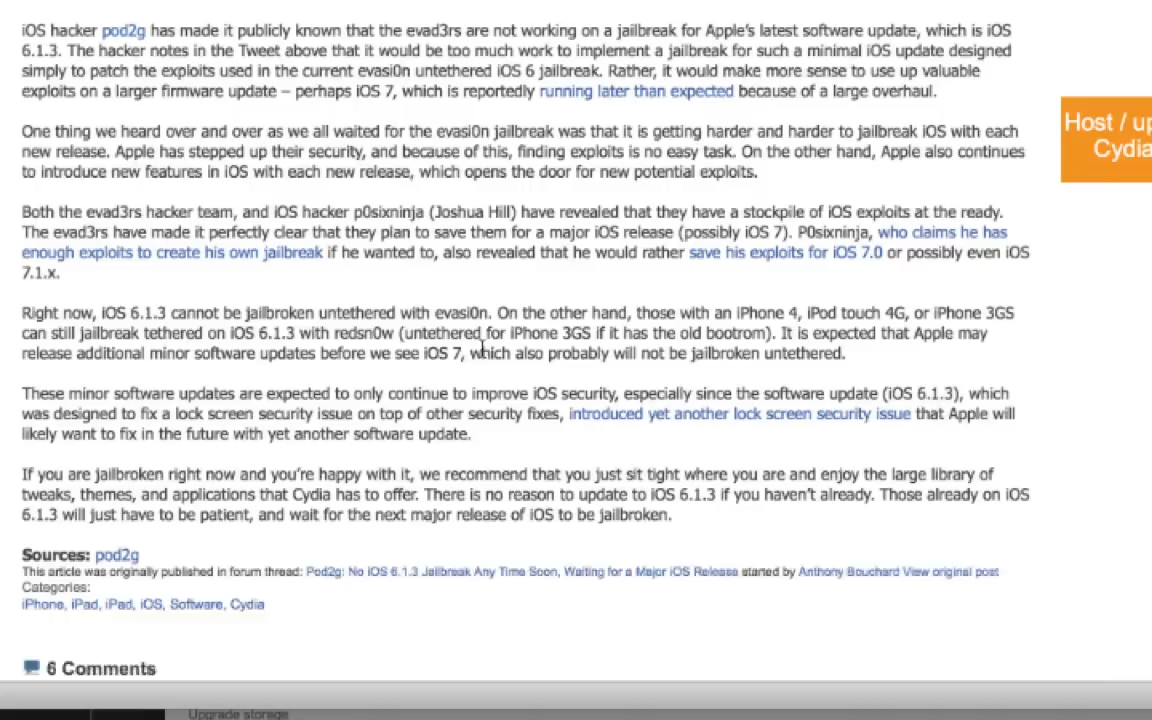 iOS hacker pod2g has made it publicly known that the evad3rs are not working on a jailbreak for Apple's latest software update, which is iOS
6.1.3. The hacker notes in the Tweet above that it would be too much work to implement a jailbreak for such a minimal iOS update designed
simply to patch the exploits used in the current evasi0n untethered iOS 6 jailbreak. Rather, it would make more sense to use up valuable
exploits on a larger firmware update – perhaps iOS 7, which is reportedly running later than expected because of a large overhaul.
One thing we heard over and over as we all waited for the evasi0n jailbreak was that it is getting harder and harder to jailbreak iOS with each
new release. Apple has stepped up their security, and because of this, finding exploits is no easy task. On the other hand, Apple also continues
to introduce new features in iOS with each new release, which opens the door for new potential exploits.
Host / up
Cydia
Both the evad3rs hacker team, and iOS hacker p0sixninja (Joshua Hill) have revealed that they have a stockpile of iOS exploits at the ready.
The evad3rs have made it perfectly clear that they plan to save them for a major iOS release (possibly iOS 7). P0sixninja, who claims he has
enough exploits to create his own jailbreak if he wanted to, also revealed that he would rather save his exploits for iOS 7.0 or possibly even iOS
7.1.x.
Right now, iOS 6.1.3 cannot be jailbroken untethered with evasi0n. On the other hand, those with an iPhone 4, iPod touch 4G, or iPhone 3GS
can still jailbreak tethered on iOS 6.1.3 with redsn0w (untethered for iPhone 3GS if it has the old bootrom). It is expected that Apple may
release additional minor software updates before we see iOS 7, which also probably will not be jailbroken untethered.
These minor software updates are expected to only continue to improve iOS security, especially since the software update (iOS 6.1.3), which
was designed to fix a lock screen security issue on top of other security fixes, introduced yet another lock screen security issue that Apple will
likely want to fix in the future with yet another software update.
If you are jailbroken right now and you're happy with it, we recommend that you just sit tight where you are and enjoy the large library of
tweaks, themes, and applications that Cydia has to offer. There is no reason to update to iOS 6.1.3 if you haven't already. Those already on iOS
6.1.3 will just have to be patient, and wait for the next major release of iOS to be jailbroken.
Sources: pod2g
This article was originally published in forum thread: Pod2g: No iOS 6.1.3 Jailbreak Any Time Soon, Waiting for a Major iOS Release started by Anthony Bouchard View original post
Categories:
iPhone, iPad, iPad, iOS, Software, Cydia
6 Comments
Upgrade storage